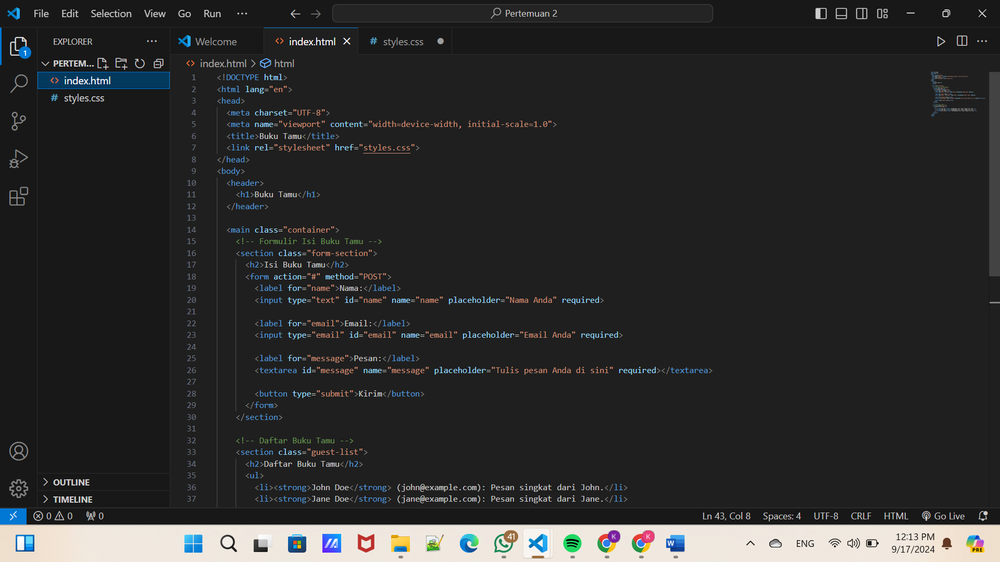 File Edit Selection View Go Run ···
Pertemuan 2
EXPLORER
Welcome
index.html
styles.css
PERTEM...
index.html > html
index.html
styles.css
1 <!DOCTYPE html>
2 <html lang="en">
3 <head>
4 <meta charset="UTF-8">
5 <meta name="viewport" content="width=device-width, initial-scale=1.0">
6 <title>Buku Tamu</title>
7 <link rel="stylesheet" href="styles.css">
8 </head>
9 <body>
10 <header>
11 <h1>Buku Tamu</h1>
12 </header>
13
14 <main class="container">
15 <!-- Formulir Isi Buku Tamu -->
16 <section class="form-section">
17 <h2>Isi Buku Tamu</h2>
18 <form action="#" method="POST">
19 <label for="name">Nama:</label>
20 <input type="text" id="name" name="name" placeholder="Nama Anda" required>
21
22 <label for="email">Email:</label>
23 <input type="email" id="email" name="email" placeholder="Email Anda" required>
24
25 <label for="message">Pesan:</label>
26 <textarea id="message" name="message" placeholder="Tulis pesan Anda di sini" required></textarea>
27
28 <button type="submit">Kirim</button>
29 </form>
30 </section>
31
32 <!-- Daftar Buku Tamu -->
33 <section class="guest-list">
34 <h2>Daftar Buku Tamu</h2>
35 <ul>
36 <li><strong>John Doe</strong> (john@example.com): Pesan singkat dari John.</li>
37 <li><strong>Jane Doe</strong> (jane@example.com): Pesan singkat dari Jane.</li>
1
OUTLINE
TIMELINE
0 0 0
Ln 43, Col 8 Spaces: 4 UTF-8 CRLF HTML Go Live
41
K
K
W
ENG
12:13 PM
9/17/2024
PRE